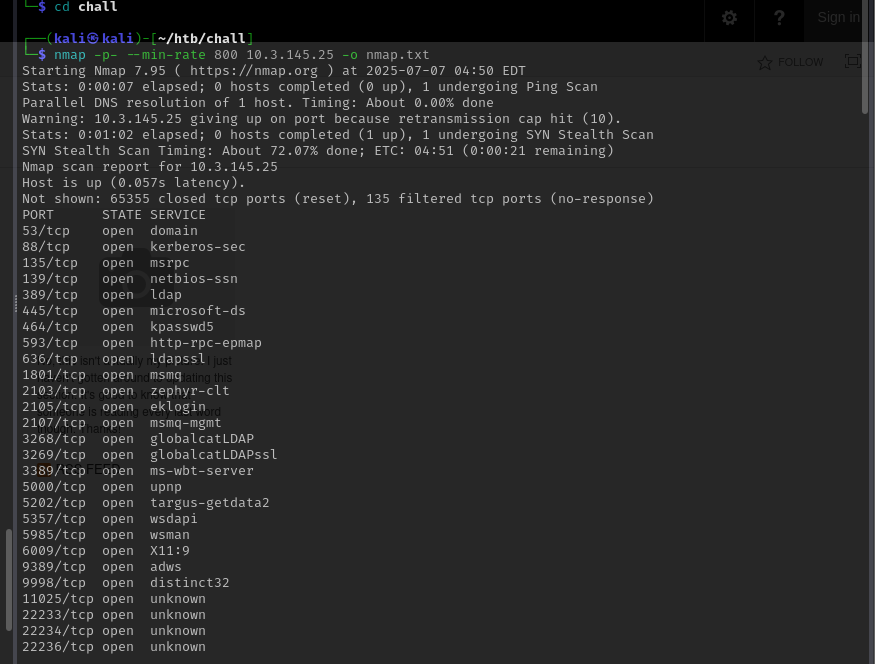 └─$ cd chall
┌──(kali㉿kali)-[~/htb/chall]
└─$ nmap -p- --min-rate 800 10.3.145.25 -o nmap.txt
Starting Nmap 7.95 ( https://nmap.org ) at 2025-07-07 04:50 EDT
Stats: 0:00:07 elapsed; 0 hosts completed (0 up), 1 undergoing Ping Scan
Parallel DNS resolution of 1 host. Timing: About 0.00% done
Warning: 10.3.145.25 giving up on port because retransmission cap hit (10).
Stats: 0:01:02 elapsed; 0 hosts completed (1 up), 1 undergoing SYN Stealth Scan
SYN Stealth Scan Timing: About 72.07% done; ETC: 04:51 (0:00:21 remaining)
Nmap scan report for 10.3.145.25
Host is up (0.057s latency).
Not shown: 65355 closed tcp ports (reset), 135 filtered tcp ports (no-response)
PORT      STATE SERVICE
53/tcp    open  domain
88/tcp    open  kerberos-sec
135/tcp   open  msrpc
139/tcp   open  netbios-ssn
389/tcp   open  ldap
445/tcp   open  microsoft-ds
464/tcp   open  kpasswd5
593/tcp   open  http-rpc-epmap
636/tcp   open  ldapssl
1801/tcp  open  msmq
2103/tcp  open  zephyr-clt
2105/tcp  open  eklogin
2107/tcp  open  msmq-mgmt
3268/tcp  open  globalcatLDAP
3269/tcp  open  globalcatLDAPssl
3389/tcp  open  ms-wbt-server
5000/tcp  open  upnp
5202/tcp  open  targus-getdata2
5357/tcp  open  wsdapi
5985/tcp  open  wsman
6009/tcp  open  X11:9
9389/tcp  open  adws
9998/tcp  open  distinct32
11025/tcp open  unknown
22233/tcp open  unknown
22234/tcp open  unknown
22236/tcp open  unknown
?
Sign in
FOLLOW